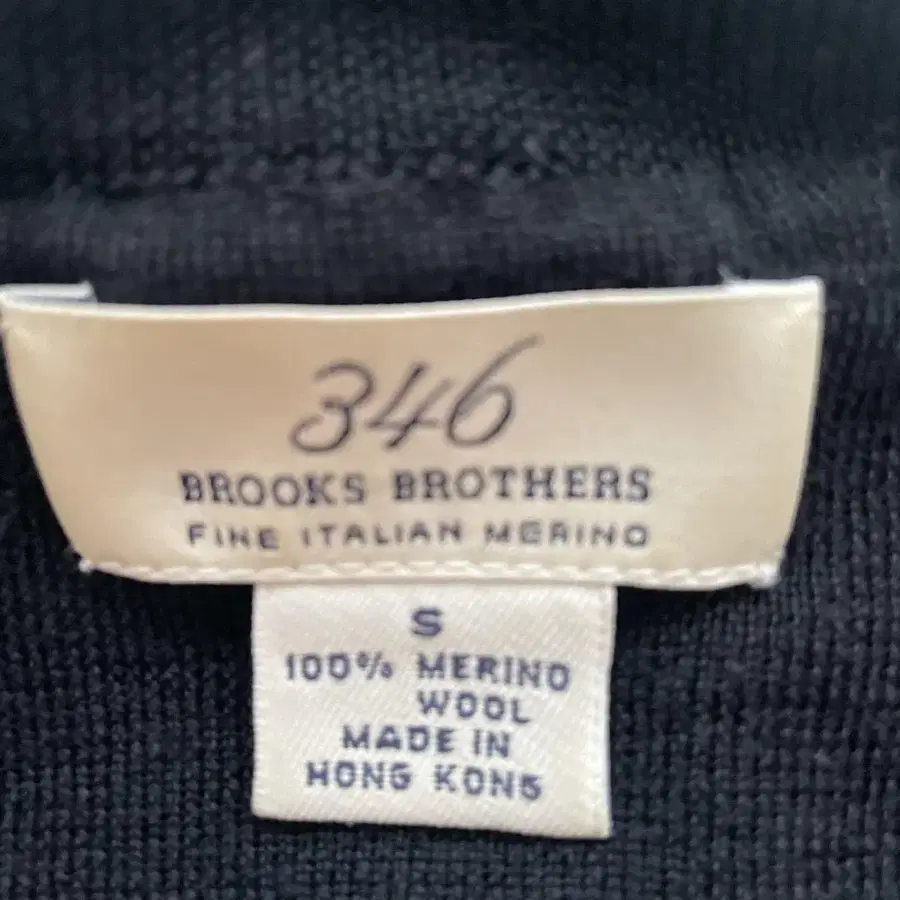 346
BROOKS BROTHERS
FINE ITALIAN MERINO
S
100% MERINO
WOOL
MADE IN
HONG KONG